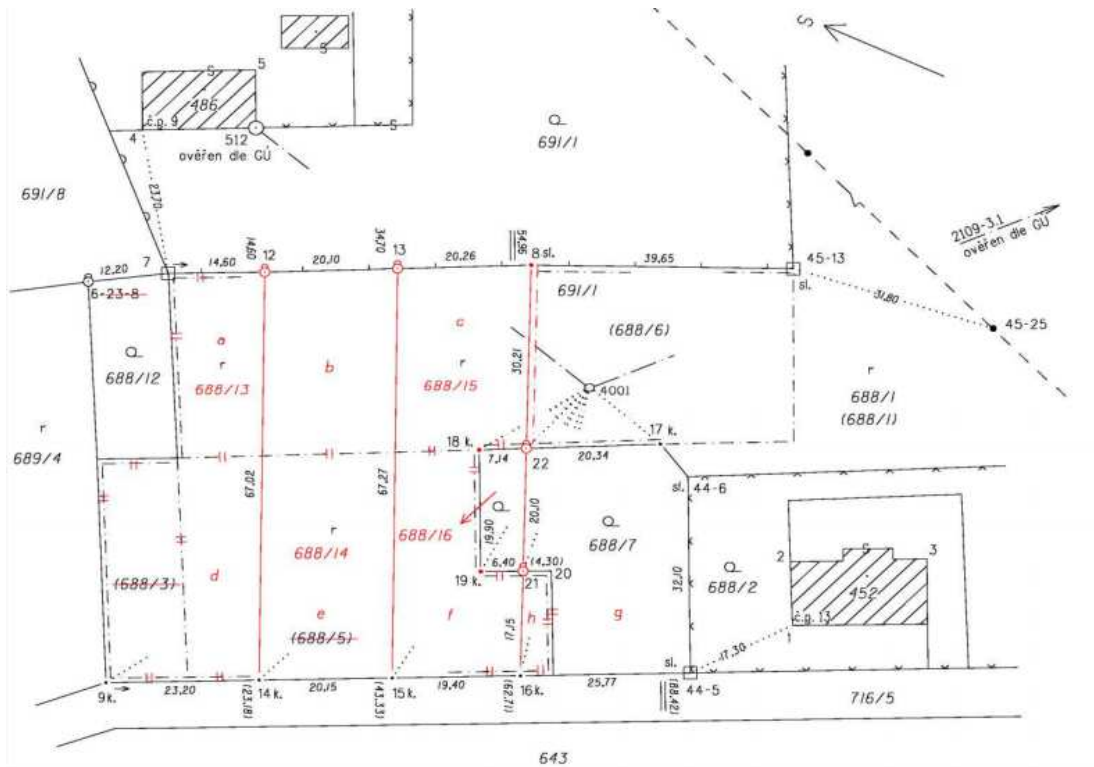 S
S
S
5
486
č.p. 9
4
512
ověřen dle GÚ
S
691/1
691/8
23,70
2109-3.1
ověřen dle GÚ
7
14,60
(14,60)
12
20,10
34,70
13
20,26
54,96
8 sl.
39,65
45-13
sl.
12,20
6-23-8
691/1
31,80
45-25
(688/6)
a
b
c
r
r
688/12
688/13
688/15
30,21
4001
r
688/1
(688/1)
r
689/4
18 k.
17 k.
7,14
22
20,34
67,02
67,27
sl.
44-6
r
688/14
688/16
19,90
20,10
688/7
2
S
3
688/2
452
(688/3)
d
19 k.
6,40
(4,30)
20
21
32,10
č.p. 13
e
f
h
g
(688/5)
17,15
17,30
sl.
9k.
23,20
(23,18)
14 k.
20,15
(43,33)
15 k.
19,40
(62,71)
16k.
25,77
(88,42)
44-5
716/5
643